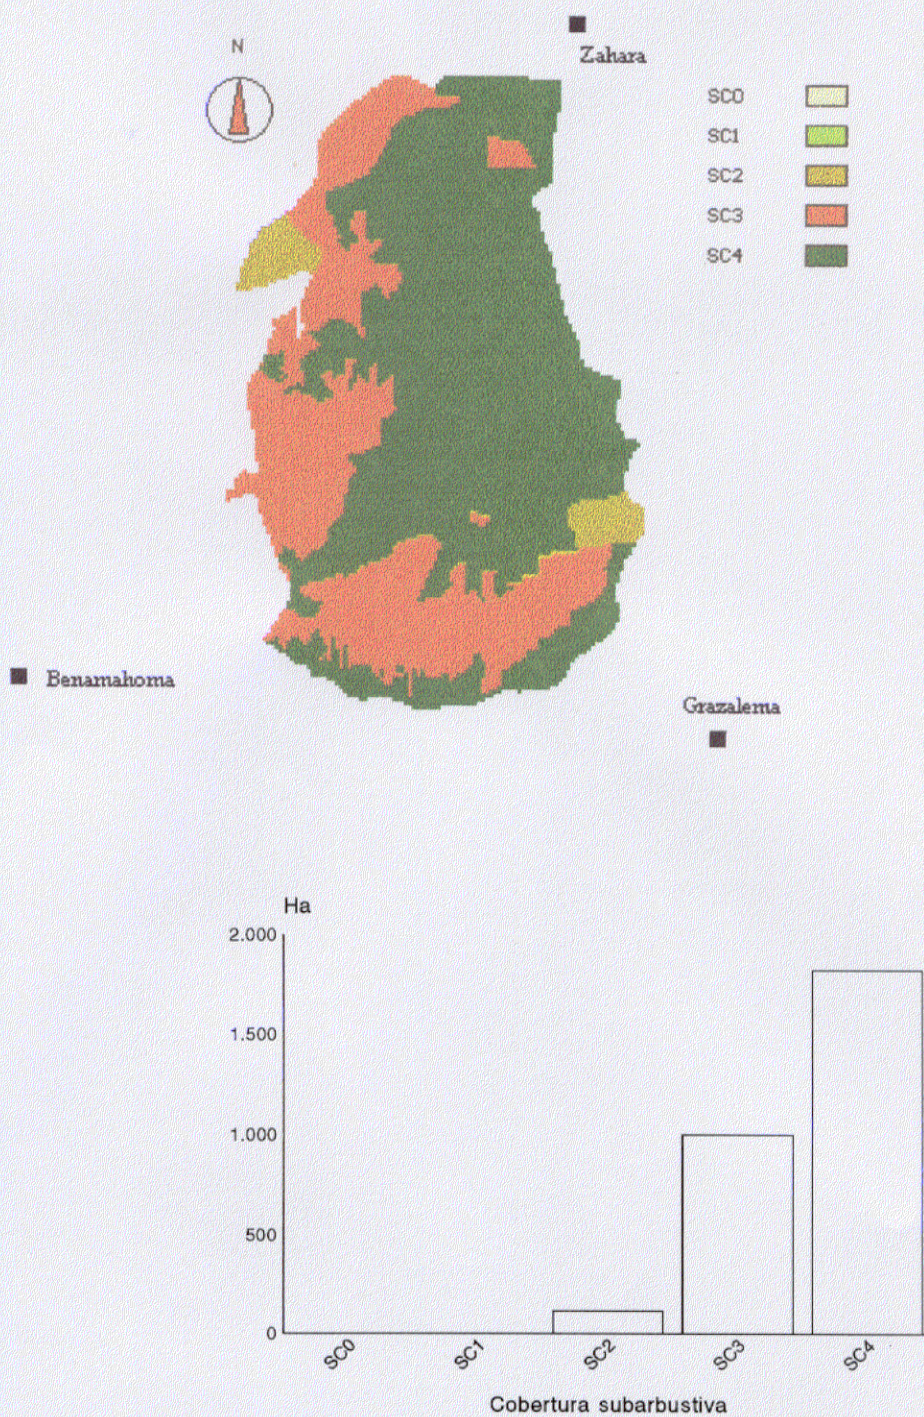 N
Zahara
SC0
SC1
SC2
SC3
SC4
Benamahoma
Grazalema
Ha
2.000
1.500
1.000
500
0
SC0
SC1
SC2
SC3
SC4
Cobertura subarbustiva